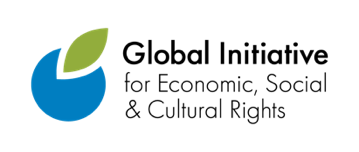 Global Initiative
for Economic, Social
& Cultural Rights